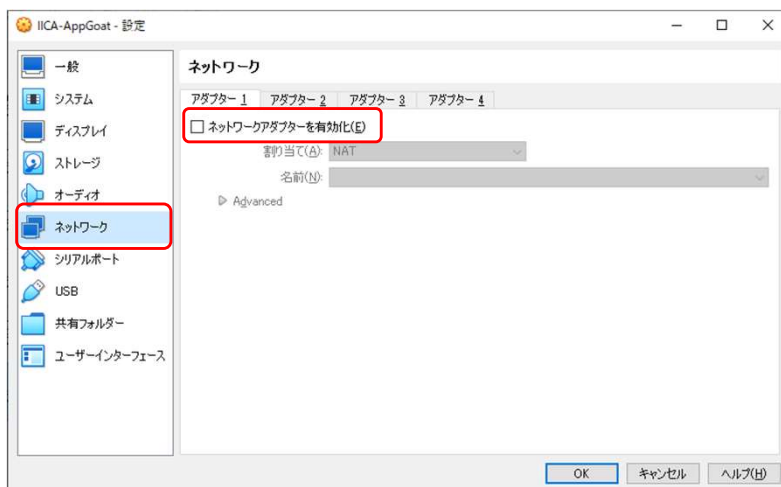 IICA-AppGoat - 設定
一般
システム
ディスプレイ
ストレージ
オーディオ
ネットワーク
シリアルポート
USB
共有フォルダー
ユーザーインターフェース
ネットワーク
アダプター 1 アダプター 2 アダプター 3 アダプター 4
ネットワークアダプターを有効化(E)
割り当て(A): NAT
名前(N):
Advanced
OK キャンセル ヘルプ(H)